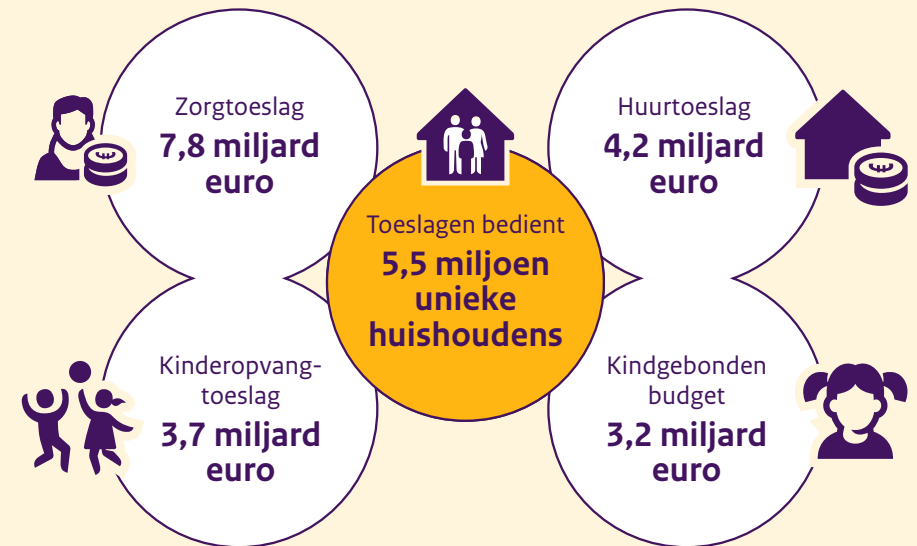 Zorgtoeslag
7,8 miljard
euro
Huurtoeslag
4,2 miljard
euro
Toeslagen bedient
5,5 miljoen
unieke
huishoudens
Kinderopvang-
toeslag
3,7 miljard
euro
Kindgebonden
budget
3,2 miljard
euro